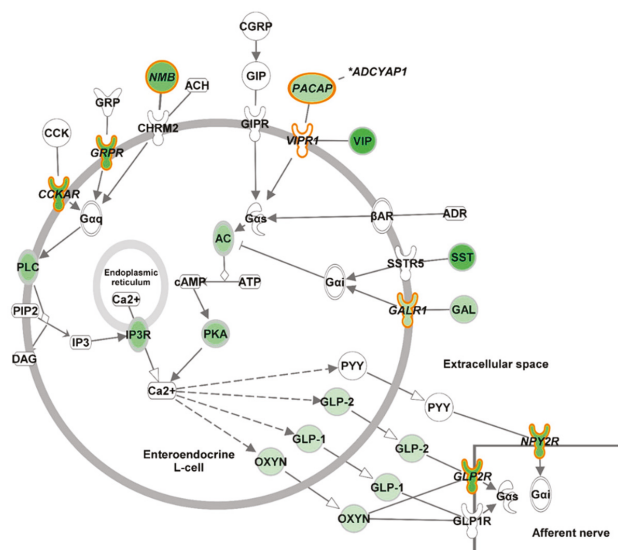 CGRP
GIP
*ADCYAP1
NMB
ACH
PACAP
GRP
CHRM2
GIPR
VIPR1
VIP
CCK
GRPR
CCKAR
Gαq
Gαs
βAR
ADR
AC
PLC
Endoplasmic
reticulum
SSTR5
SST
cAMR
ATP
Gαi
Ca2+
PIP2
GALR1
GAL
IP3
IP3R
PKA
DAG
Extracellular space
PYY
Ca2+
GLP-2
PYY
GLP-1
NPY2R
Enteroendocrine
L-cell
OXYN
GLP-2
GLP2R
GLP-1
Gαs
Gαi
OXYN
GLP1R
Afferent nerve